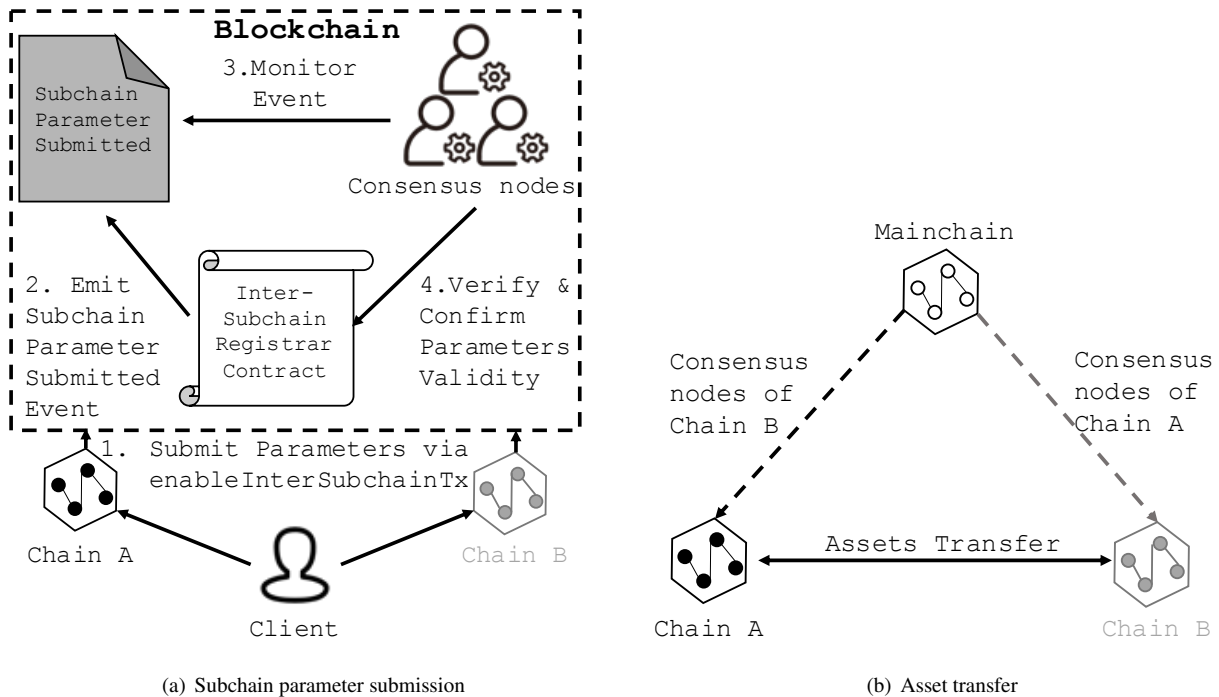 Blockchain
Subchain
Parameter
Submitted
3.Monitor
Event
Consensus nodes
2. Emit
Subchain
Parameter
Submitted
Event
Inter-
Subchain
Registrar
Contract
4.Verify &
Confirm
Parameters
Validity
1. Submit Parameters via
enableInterSubchainTx
Chain A
Chain B
Client
(a) Subchain parameter submission
Mainchain
Consensus
nodes of
Chain B
Consensus
nodes of
Chain A
Assets Transfer
Chain A
Chain B
(b) Asset transfer